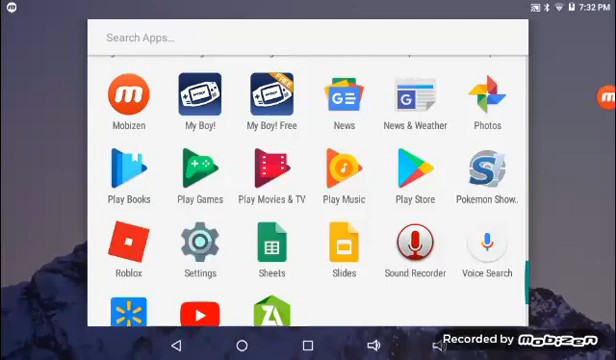 7:32 PM
Search Apps...
Mobizen
My Boy!
My Boy! Free
News
News & Weather
Photos
Play Books
Play Games
Play Movies & TV
Play Music
Play Store
Pokemon Show..
Roblox
Settings
Sheets
Slides
Sound Recorder
Voice Search
Recorded by mobizen